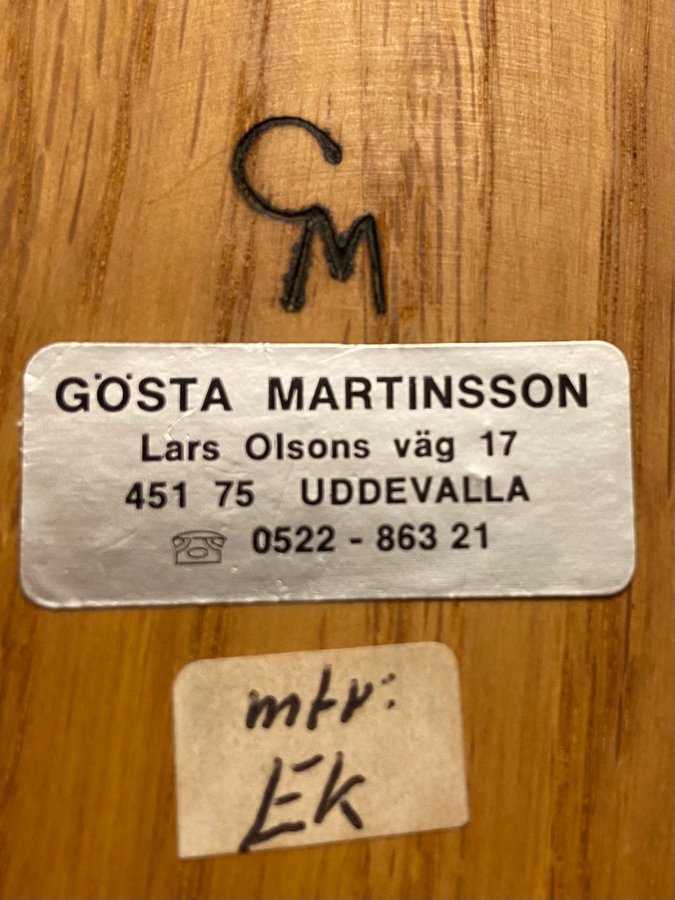 GM
GÖSTA MARTINSSON
Lars Olsons väg 17
451 75 UDDEVALLA
0522 - 863 21
mtr:
Ek